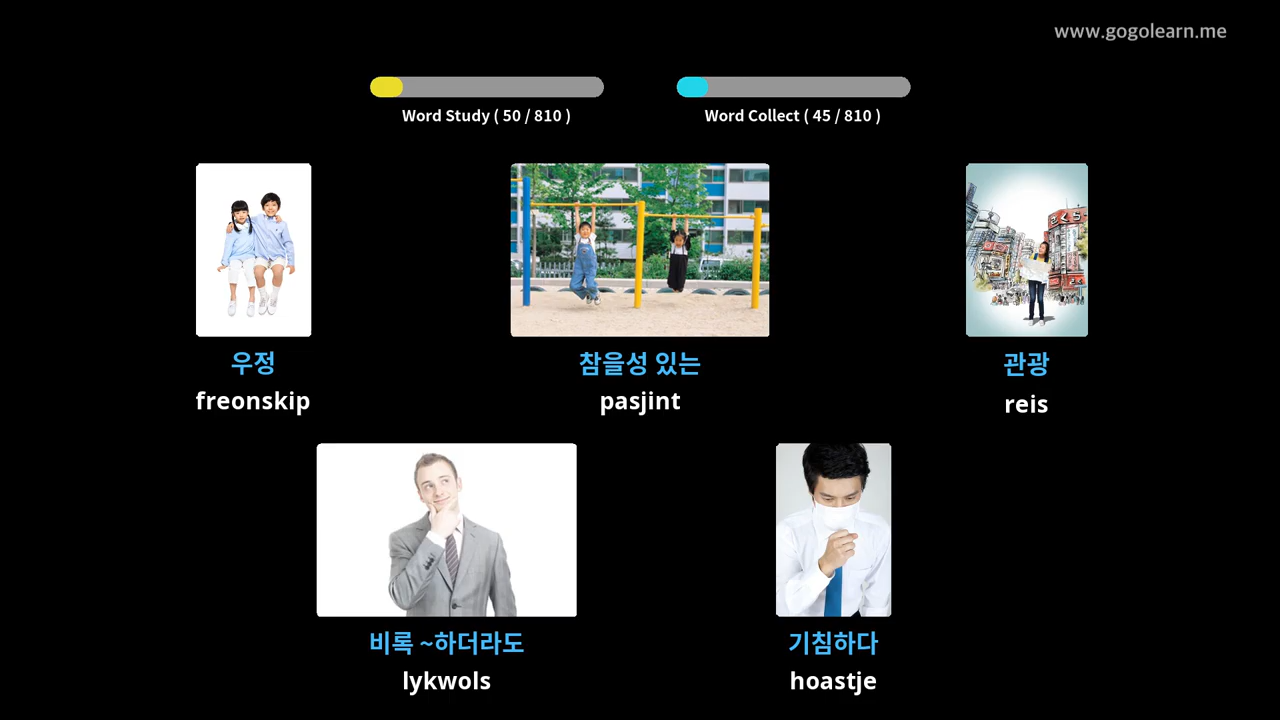 www.gogolearn.me
Word Study ( 50 / 810 )
Word Collect ( 45 / 810 )
우정
freonskip
참을성 있는
pasjint
관광
reis
비록 ~하더라도
lykwols
기침하다
hoastje